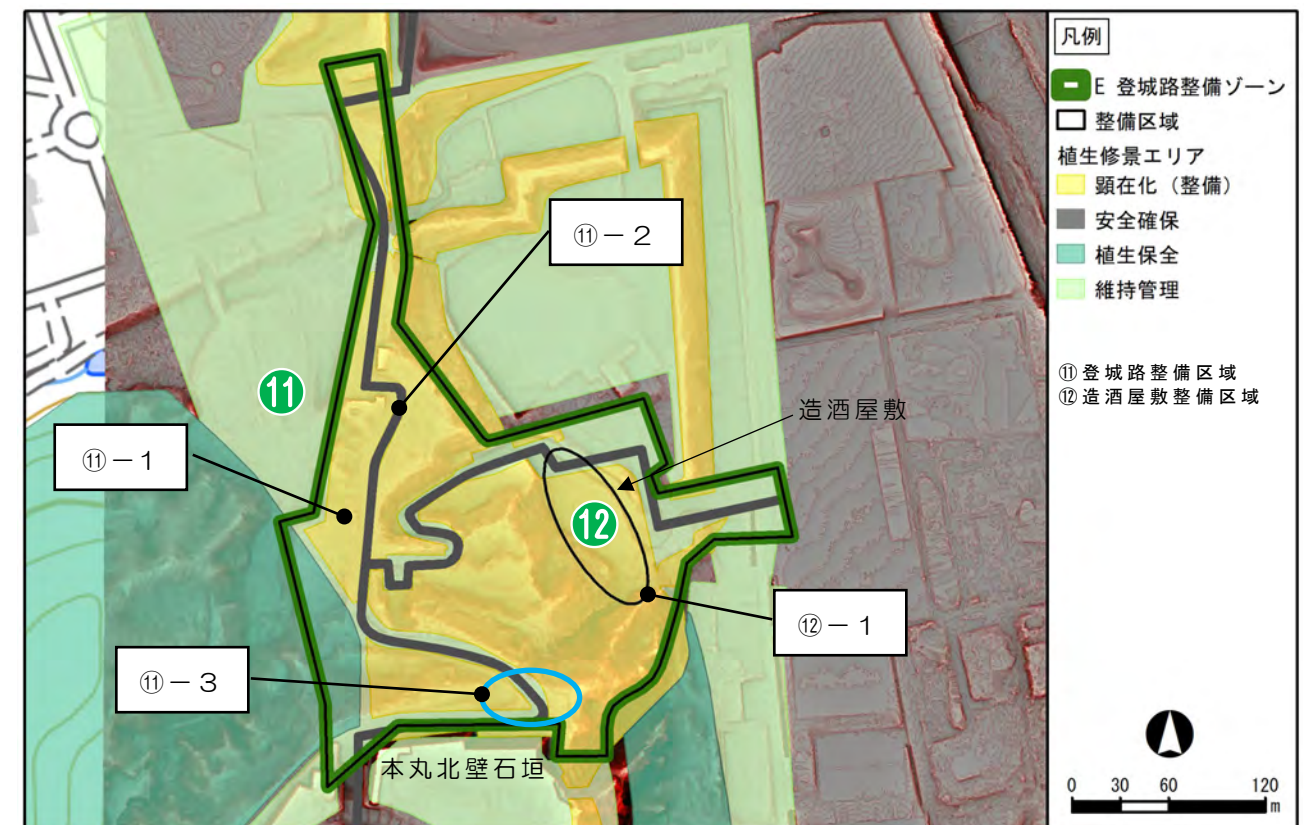 ⑪－２
⑪
造酒屋敷
⑪－１
⑫
⑫－１
⑪－３
本丸北壁石垣
凡例
E 登城路整備ゾーン
整備区域
植生修景エリア
顕在化（整備）
安全確保
植生保全
維持管理
⑪登城路整備区域
⑫造酒屋敷整備区域
0 30 60 120
m